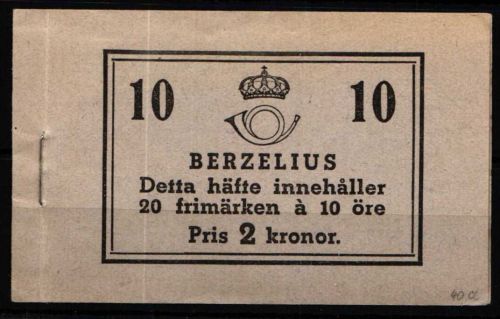 10 10
BERZELIUS
Detta häfte innehåller
20 frimärken à 10 öre
Pris 2 kronor.